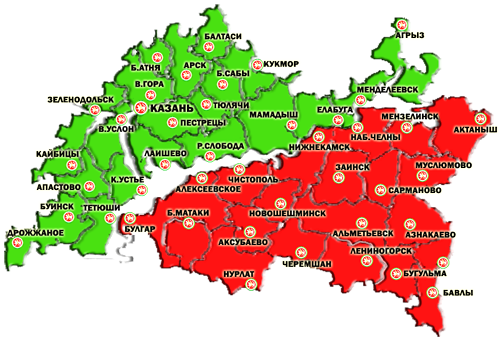 АГРЫЗ
БАЛТАСИ
Б.АТНЯ
АРСК
КУКМОР
Б.САБЫ
В.ГОРА
МЕНДЕЛЕЕВСК
ЗЕЛЕНОДОЛЬСК
КАЗАНЬ
ТЮЛЯЧИ
ЕЛАБУГА
МАМАДЫШ
МЕНЗЕЛИНСК
ПЕСТРЕЦЫ
В.УСЛОН
АКТАНЫШ
НАБ.ЧЕЛНЫ
НИЖНЕКАМСК
КАЙБИЦЫ
ЛАИШЕВО
Р.СЛОБОДА
ЗАИНСК
МУСЛЮМОВО
ЧИСТОПОЛЬ
АПАСТОВО
К.УСТЬЕ
АЛЕКСЕЕВСКОЕ
САРМАНОВО
БУИНСК
ТЕТЮШИ
Б.МАТАКИ
НОВОШЕШМИНСК
БУЛГАР
ДРОЖЖАНОЕ
АКСУБАЕВО
АЛЬМЕТЬЕВСК
АЗНАКАЕВО
ЛЕНИНОГОРСК
ЧЕРЕМШАН
НУРЛАТ
БУГУЛЬМА
БАВЛЫ